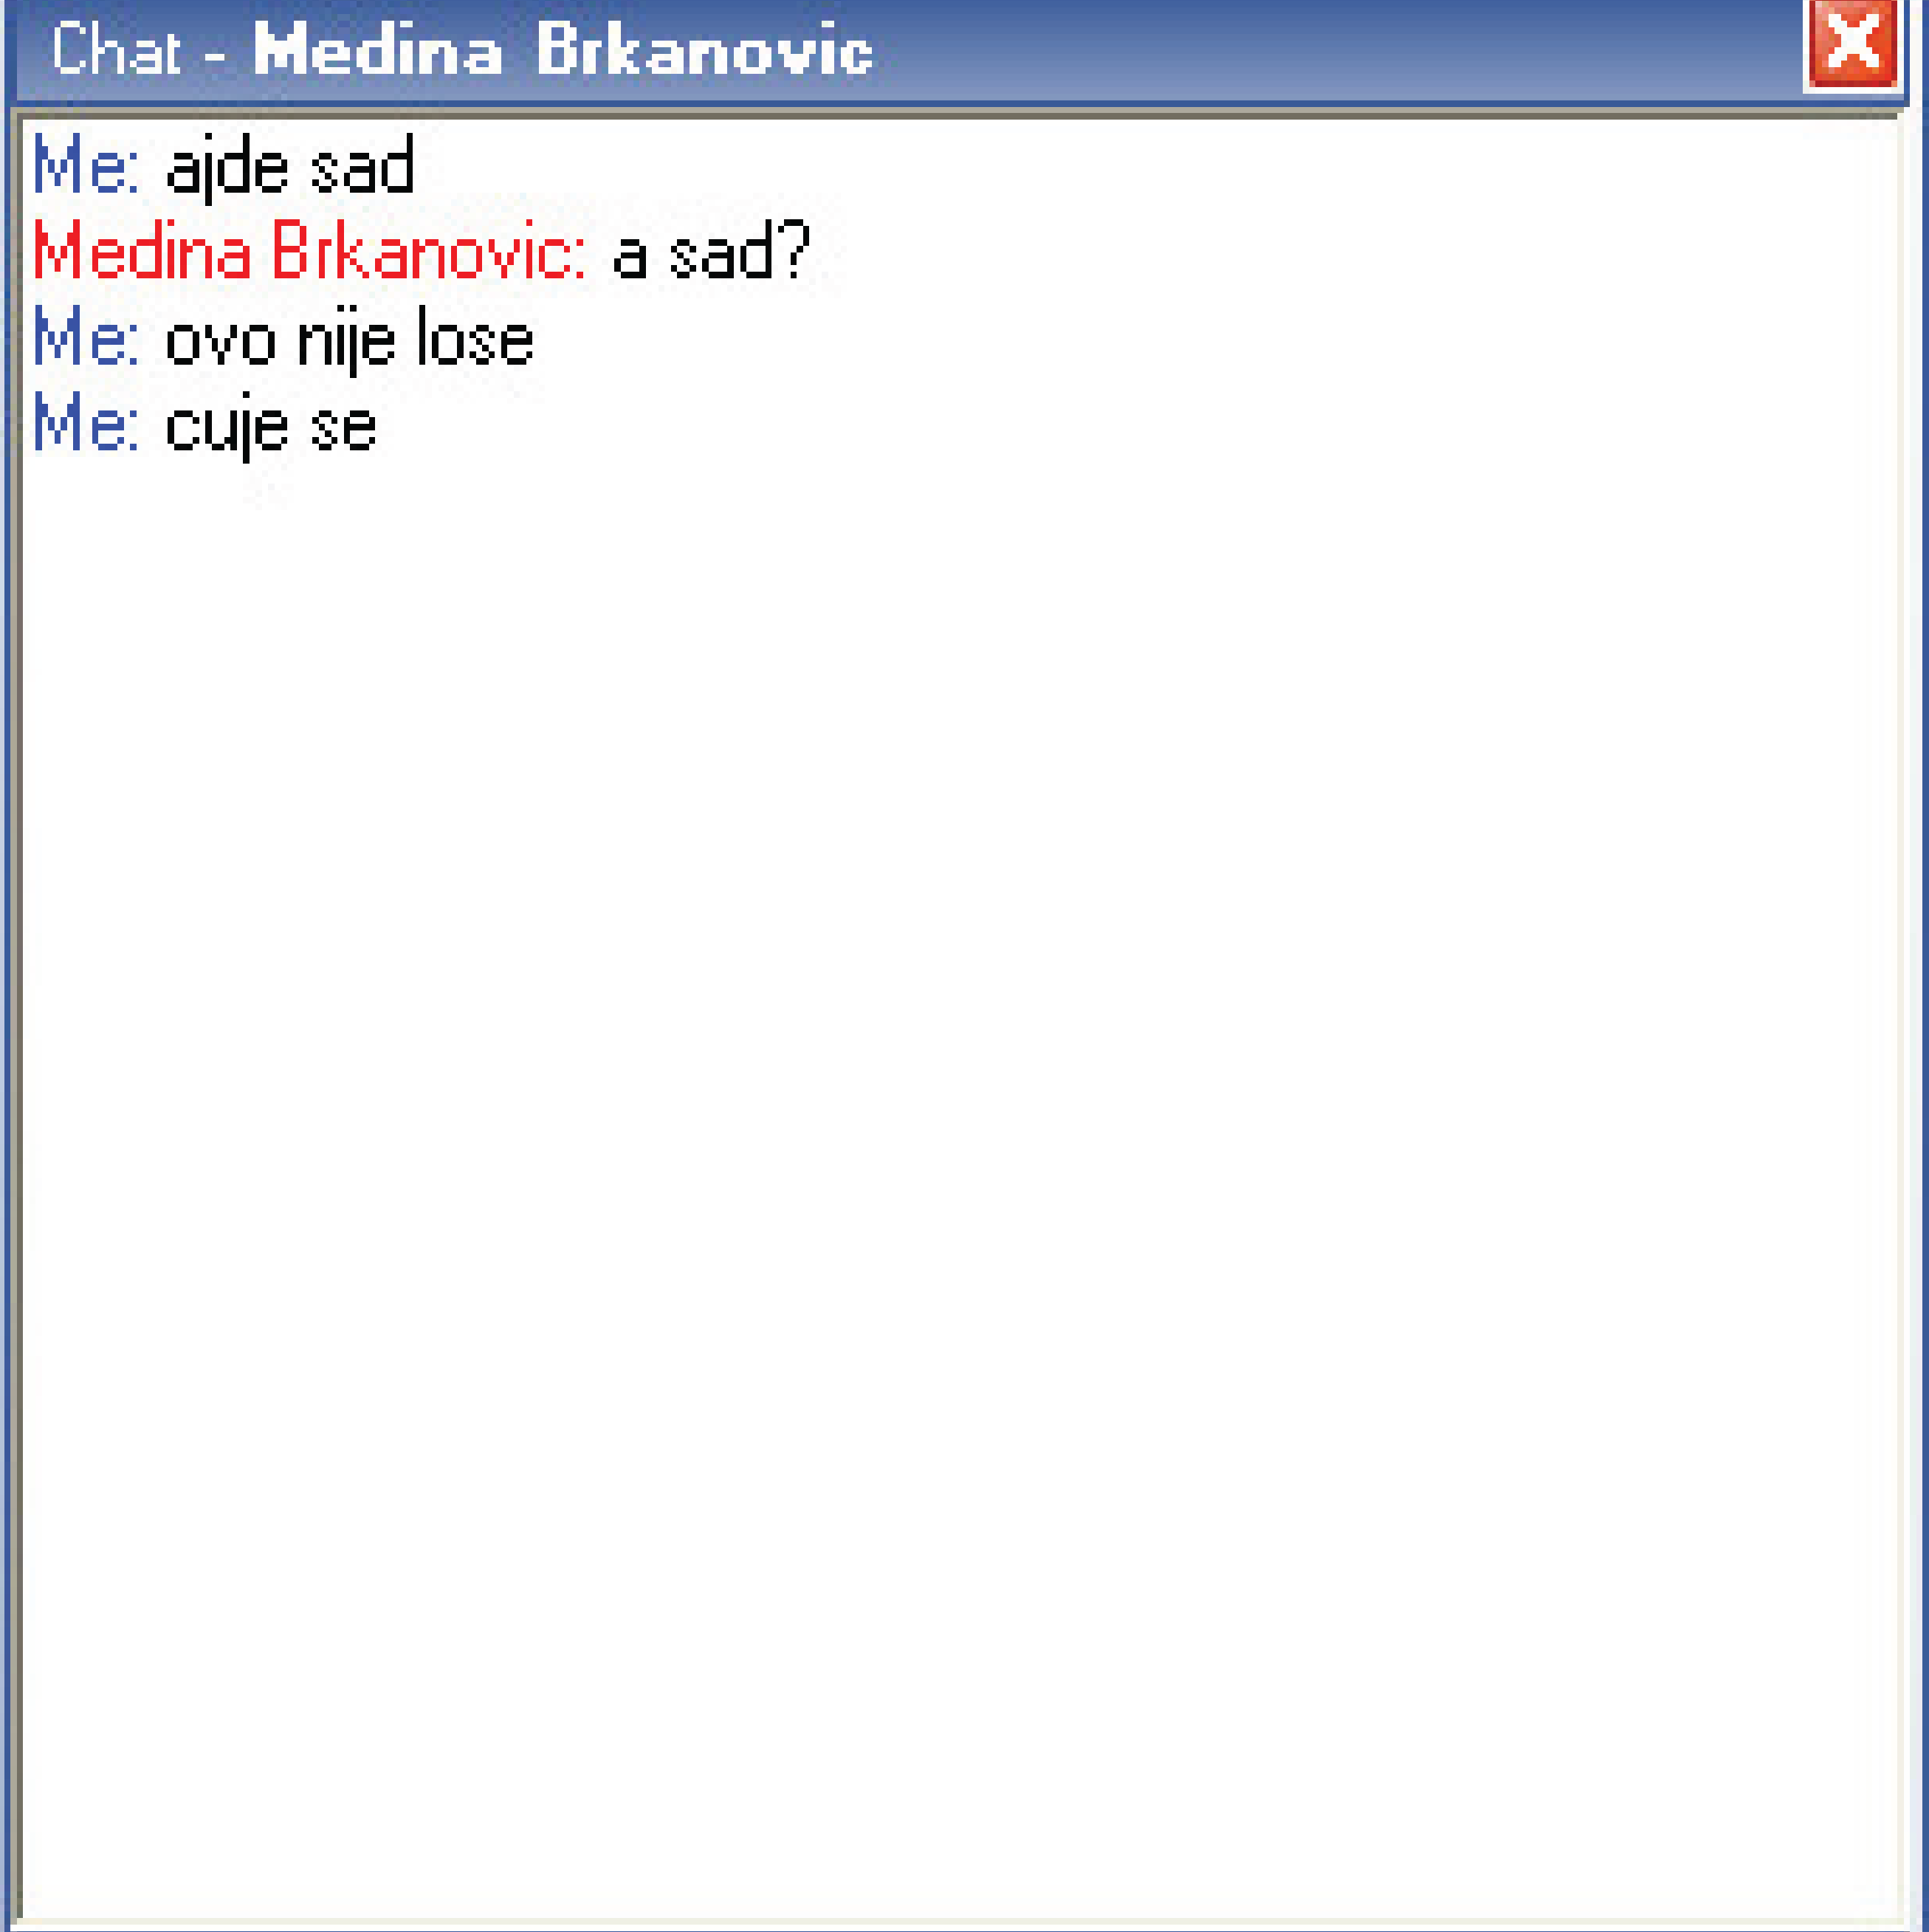 Chat - Medina Brkanovic
Me: ajde sad
Medina Brkanovic: a sad?
Me: ovo nije lose
Me: cuje se